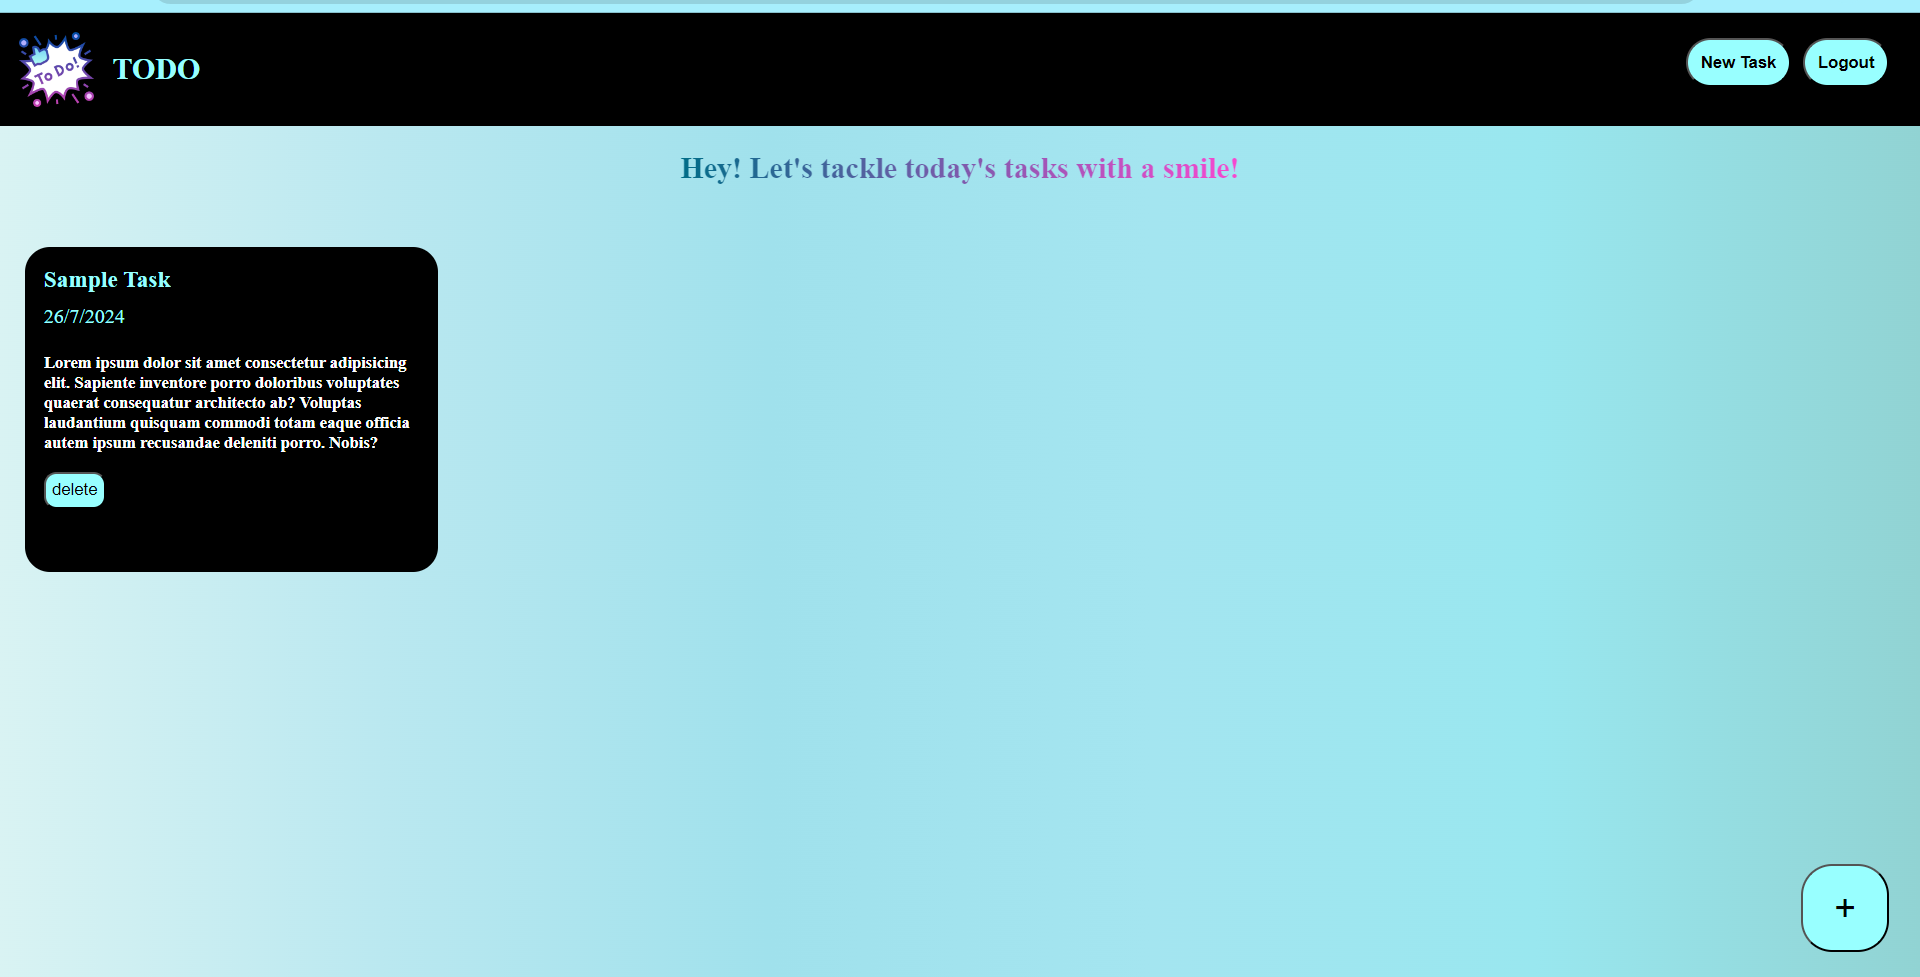 To Do!
TODO
New Task
Logout
Hey! Let's tackle today's tasks with a smile!
Sample Task
26/7/2024
Lorem ipsum dolor sit amet consectetur adipisicing
elit. Sapiente inventore porro doloribus voluptates
quaerat consequatur architecto ab? Voluptas
laudantium quisquam commodi totam eaque officia
autem ipsum recusandae deleniti porro. Nobis?
delete
+